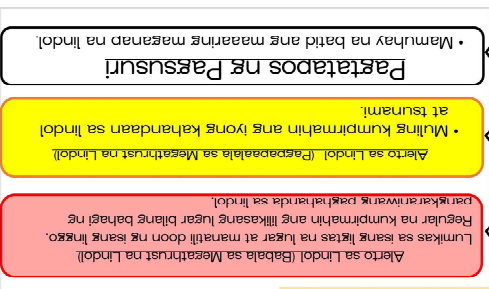 Alerto sa Lindol (Babala sa Megathrust na Lindol)!
Lumikas sa isang ligtas na lugar at manatili doon ng isang linggo.
Regular na kumpirmahin ang lilikasang lugar bilang bahagi ng
pangkaraniwang paghahahanda sa lindol.
Alerto sa Lindol (Pagpapaalala sa Megathrust na Lindol)!
• Muling kumpirmahin ang iyong kahandaan sa lindol
at tsunami.
Pagtatapos ng Pagsusuri
• Mamuhay na batid ang maaaring maganap na lindol.